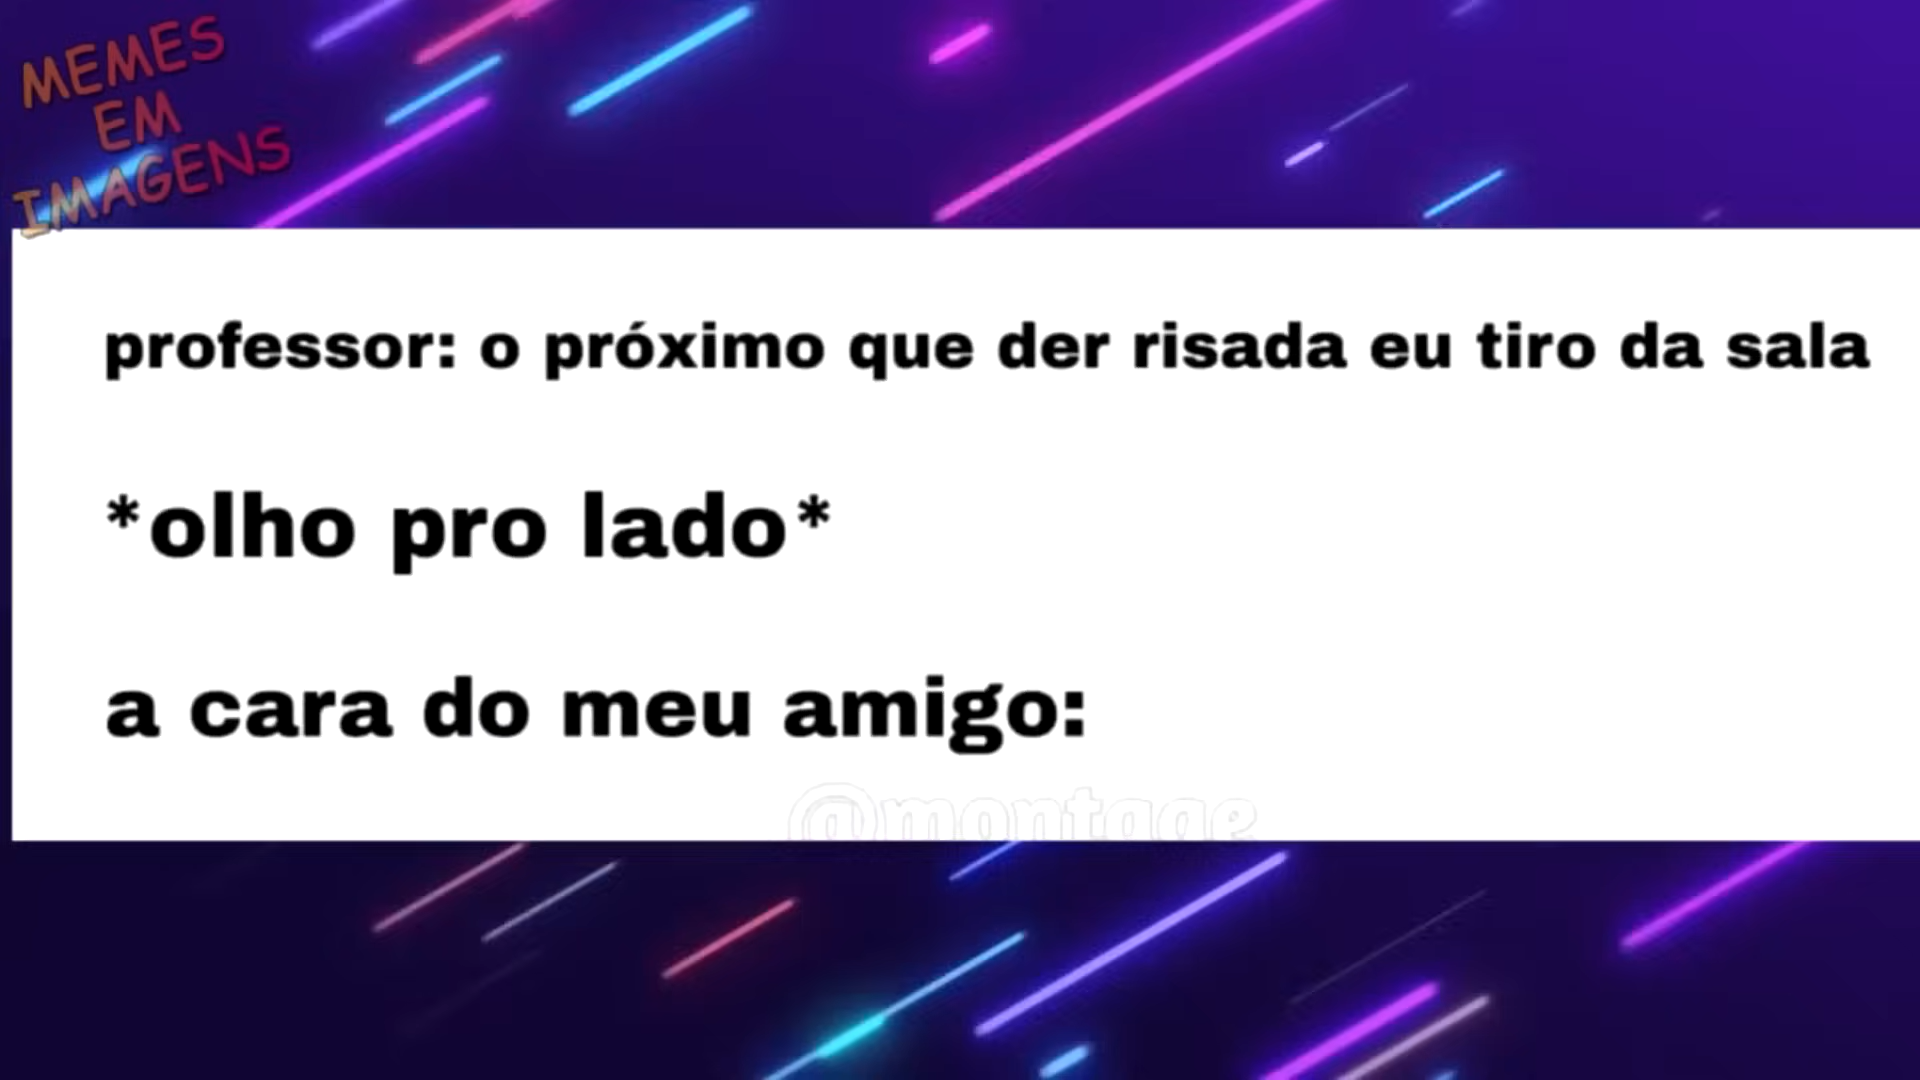 MEMES
EM
IMAGENS
professor: o próximo que der risada eu tiro da sala
*olho pro lado*
a cara do meu amigo:
@montage